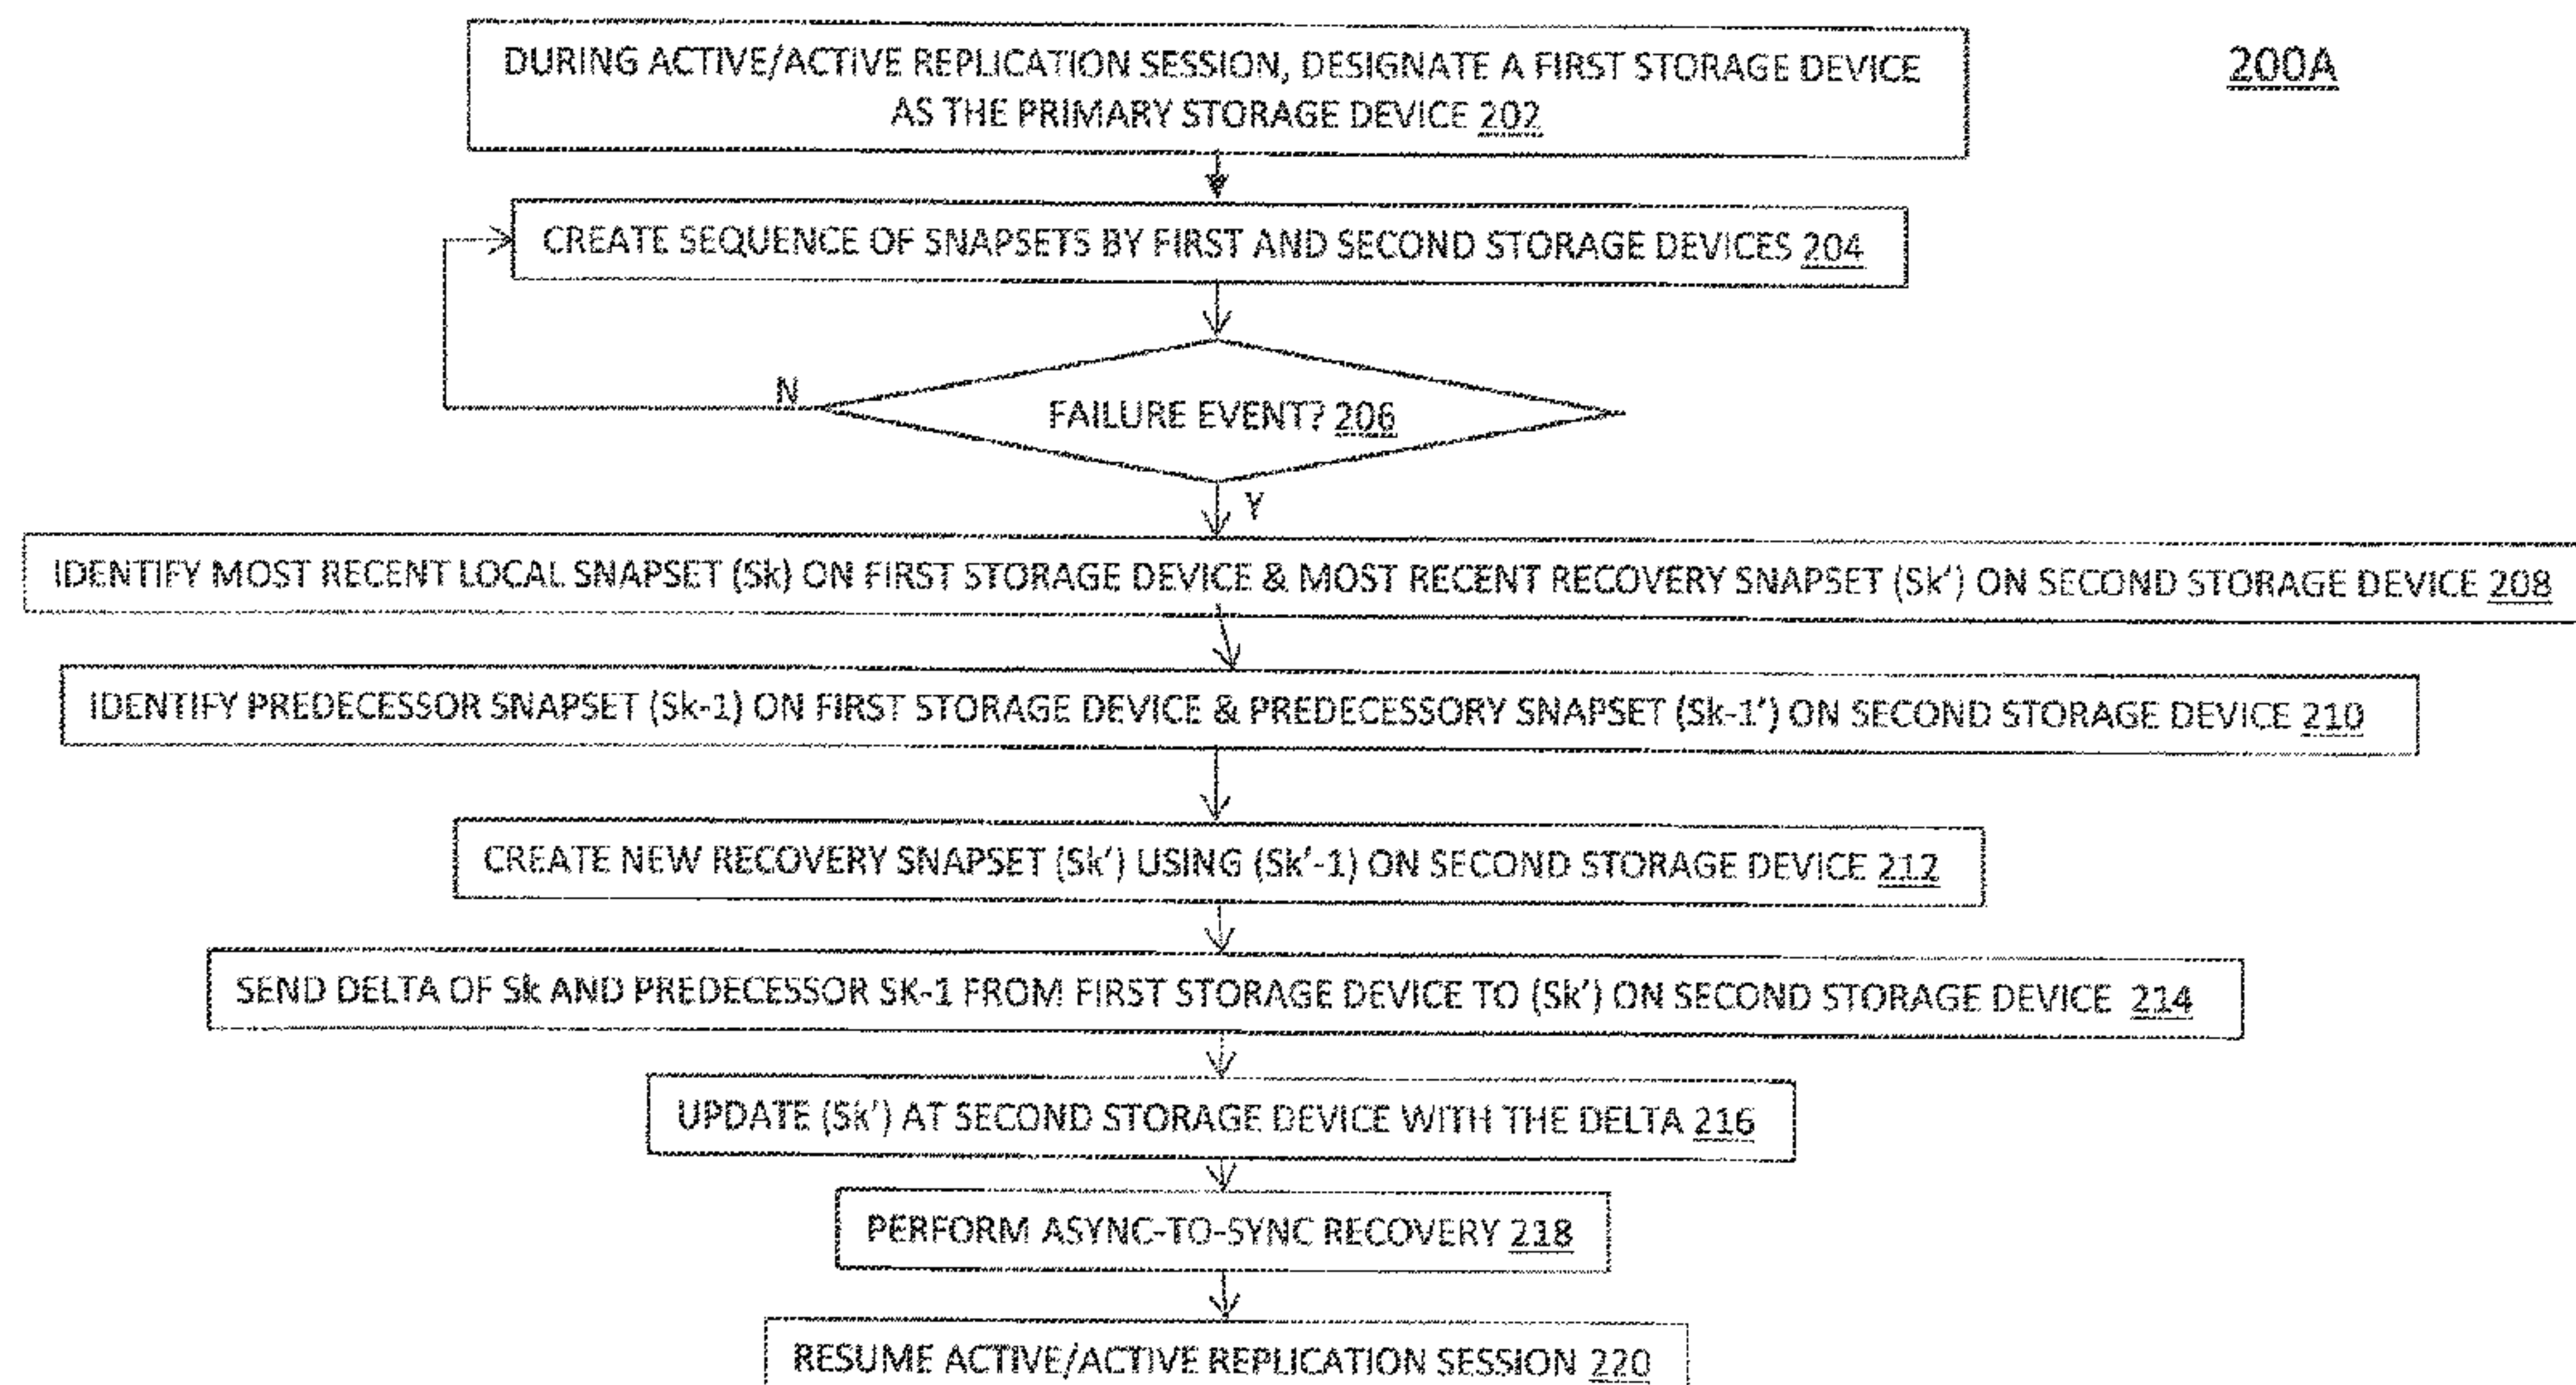 200A
DURING ACTIVE/ACTIVE REPLICATION SESSION, DESIGNATE A FIRST STORAGE DEVICE
AS THE PRIMARY STORAGE DEVICE 202
CREATE SEQUENCE OF SNAPSETS BY FIRST AND SECOND STORAGE DEVICES 204
N
FAILURE EVENT? 206
Y
IDENTIFY MOST RECENT LOCAL SNAPSET (Sk) ON FIRST STORAGE DEVICE & MOST RECENT RECOVERY SNAPSET (Sk') ON SECOND STORAGE DEVICE 208
IDENTIFY PREDECESSOR SNAPSET (Sk-1) ON FIRST STORAGE DEVICE & PREDECESSORY SNAPSET (Sk-1') ON SECOND STORAGE DEVICE 210
CREATE NEW RECOVERY SNAPSET (Sk') USING (Sk'-1) ON SECOND STORAGE DEVICE 212
SEND DELTA OF Sk AND PREDECESSOR SK-1 FROM FIRST STORAGE DEVICE TO (Sk') ON SECOND STORAGE DEVICE 214
UPDATE (Sk') AT SECOND STORAGE DEVICE WITH THE DELTA 216
PERFORM ASYNC-TO-SYNC RECOVERY 218
RESUME ACTIVE/ACTIVE REPLICATION SESSION 220